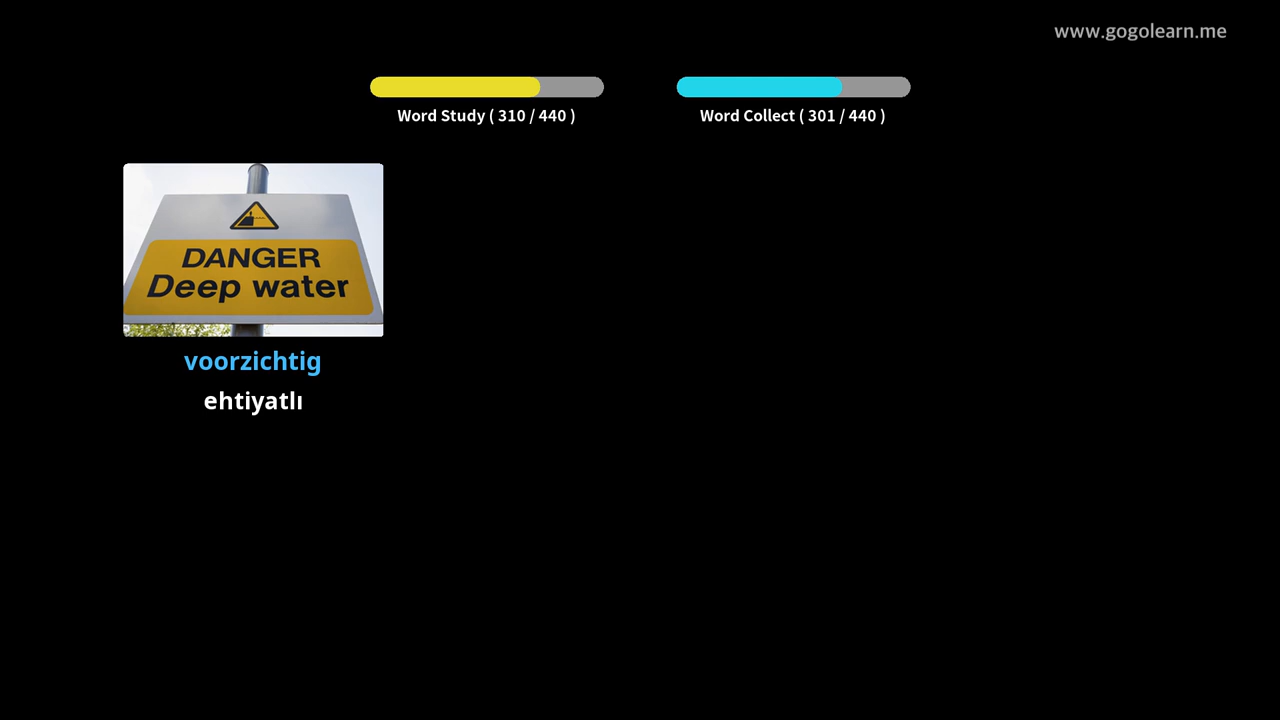 www.gogolearn.me
Word Study ( 310 / 440 )
Word Collect ( 301 / 440 )
DANGER
Deep water
voorzichtig
ehtiyatlı